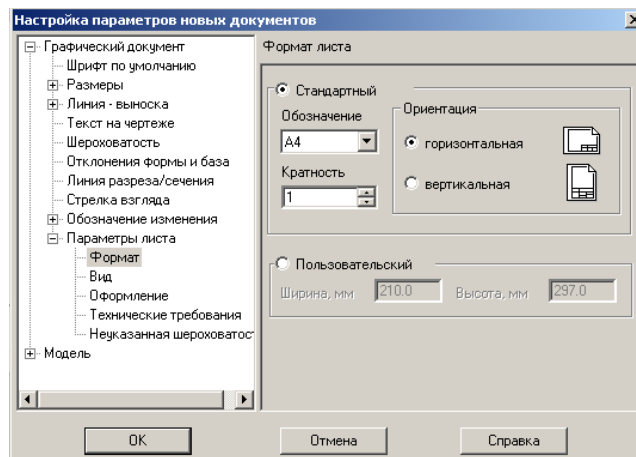 Настройка параметров новых документов
Графический документ
Шрифт по умолчанию
Размеры
Линия - выноска
Текст на чертеже
Шероховатость
Отклонения формы и база
Линия разреза/сечения
Стрелка взгляда
Обозначение изменения
Параметры листа
Формат
Вид
Оформление
Технические требования
Неуказанная шероховатос
Модель
Формат листа
Стандартный
Обозначение
A4
Кратность
1
Ориентация
горизонтальная
вертикальная
Пользовательский
Ширина, мм 210.0 Высота, мм 297.0
OK Отмена Справка